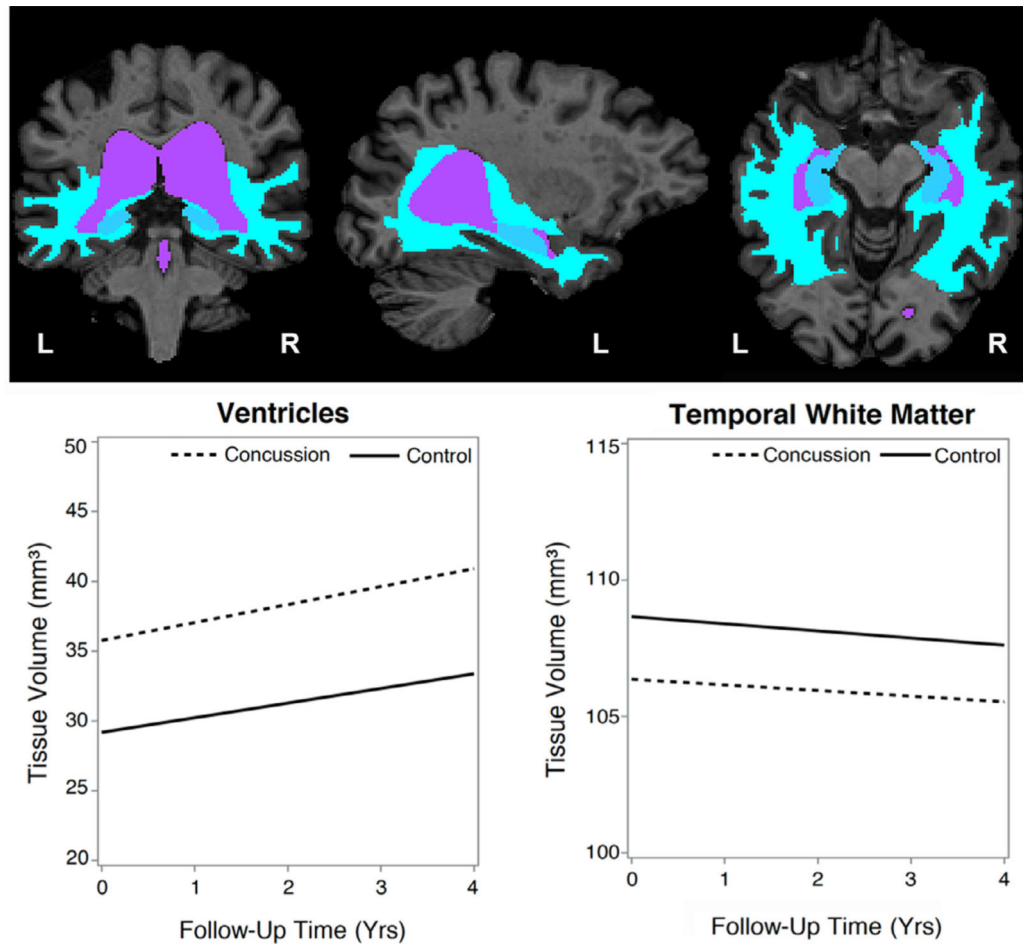 L R L L R
Ventricles
Concussion Control
50
45
40
35
30
25
20
Tissue Volume (mm³)
0 1 2 3 4
Follow-Up Time (Yrs)
Temporal White Matter
Concussion Control
115
110
105
100
Tissue Volume (mm³)
0 1 2 3 4
Follow-Up Time (Yrs)